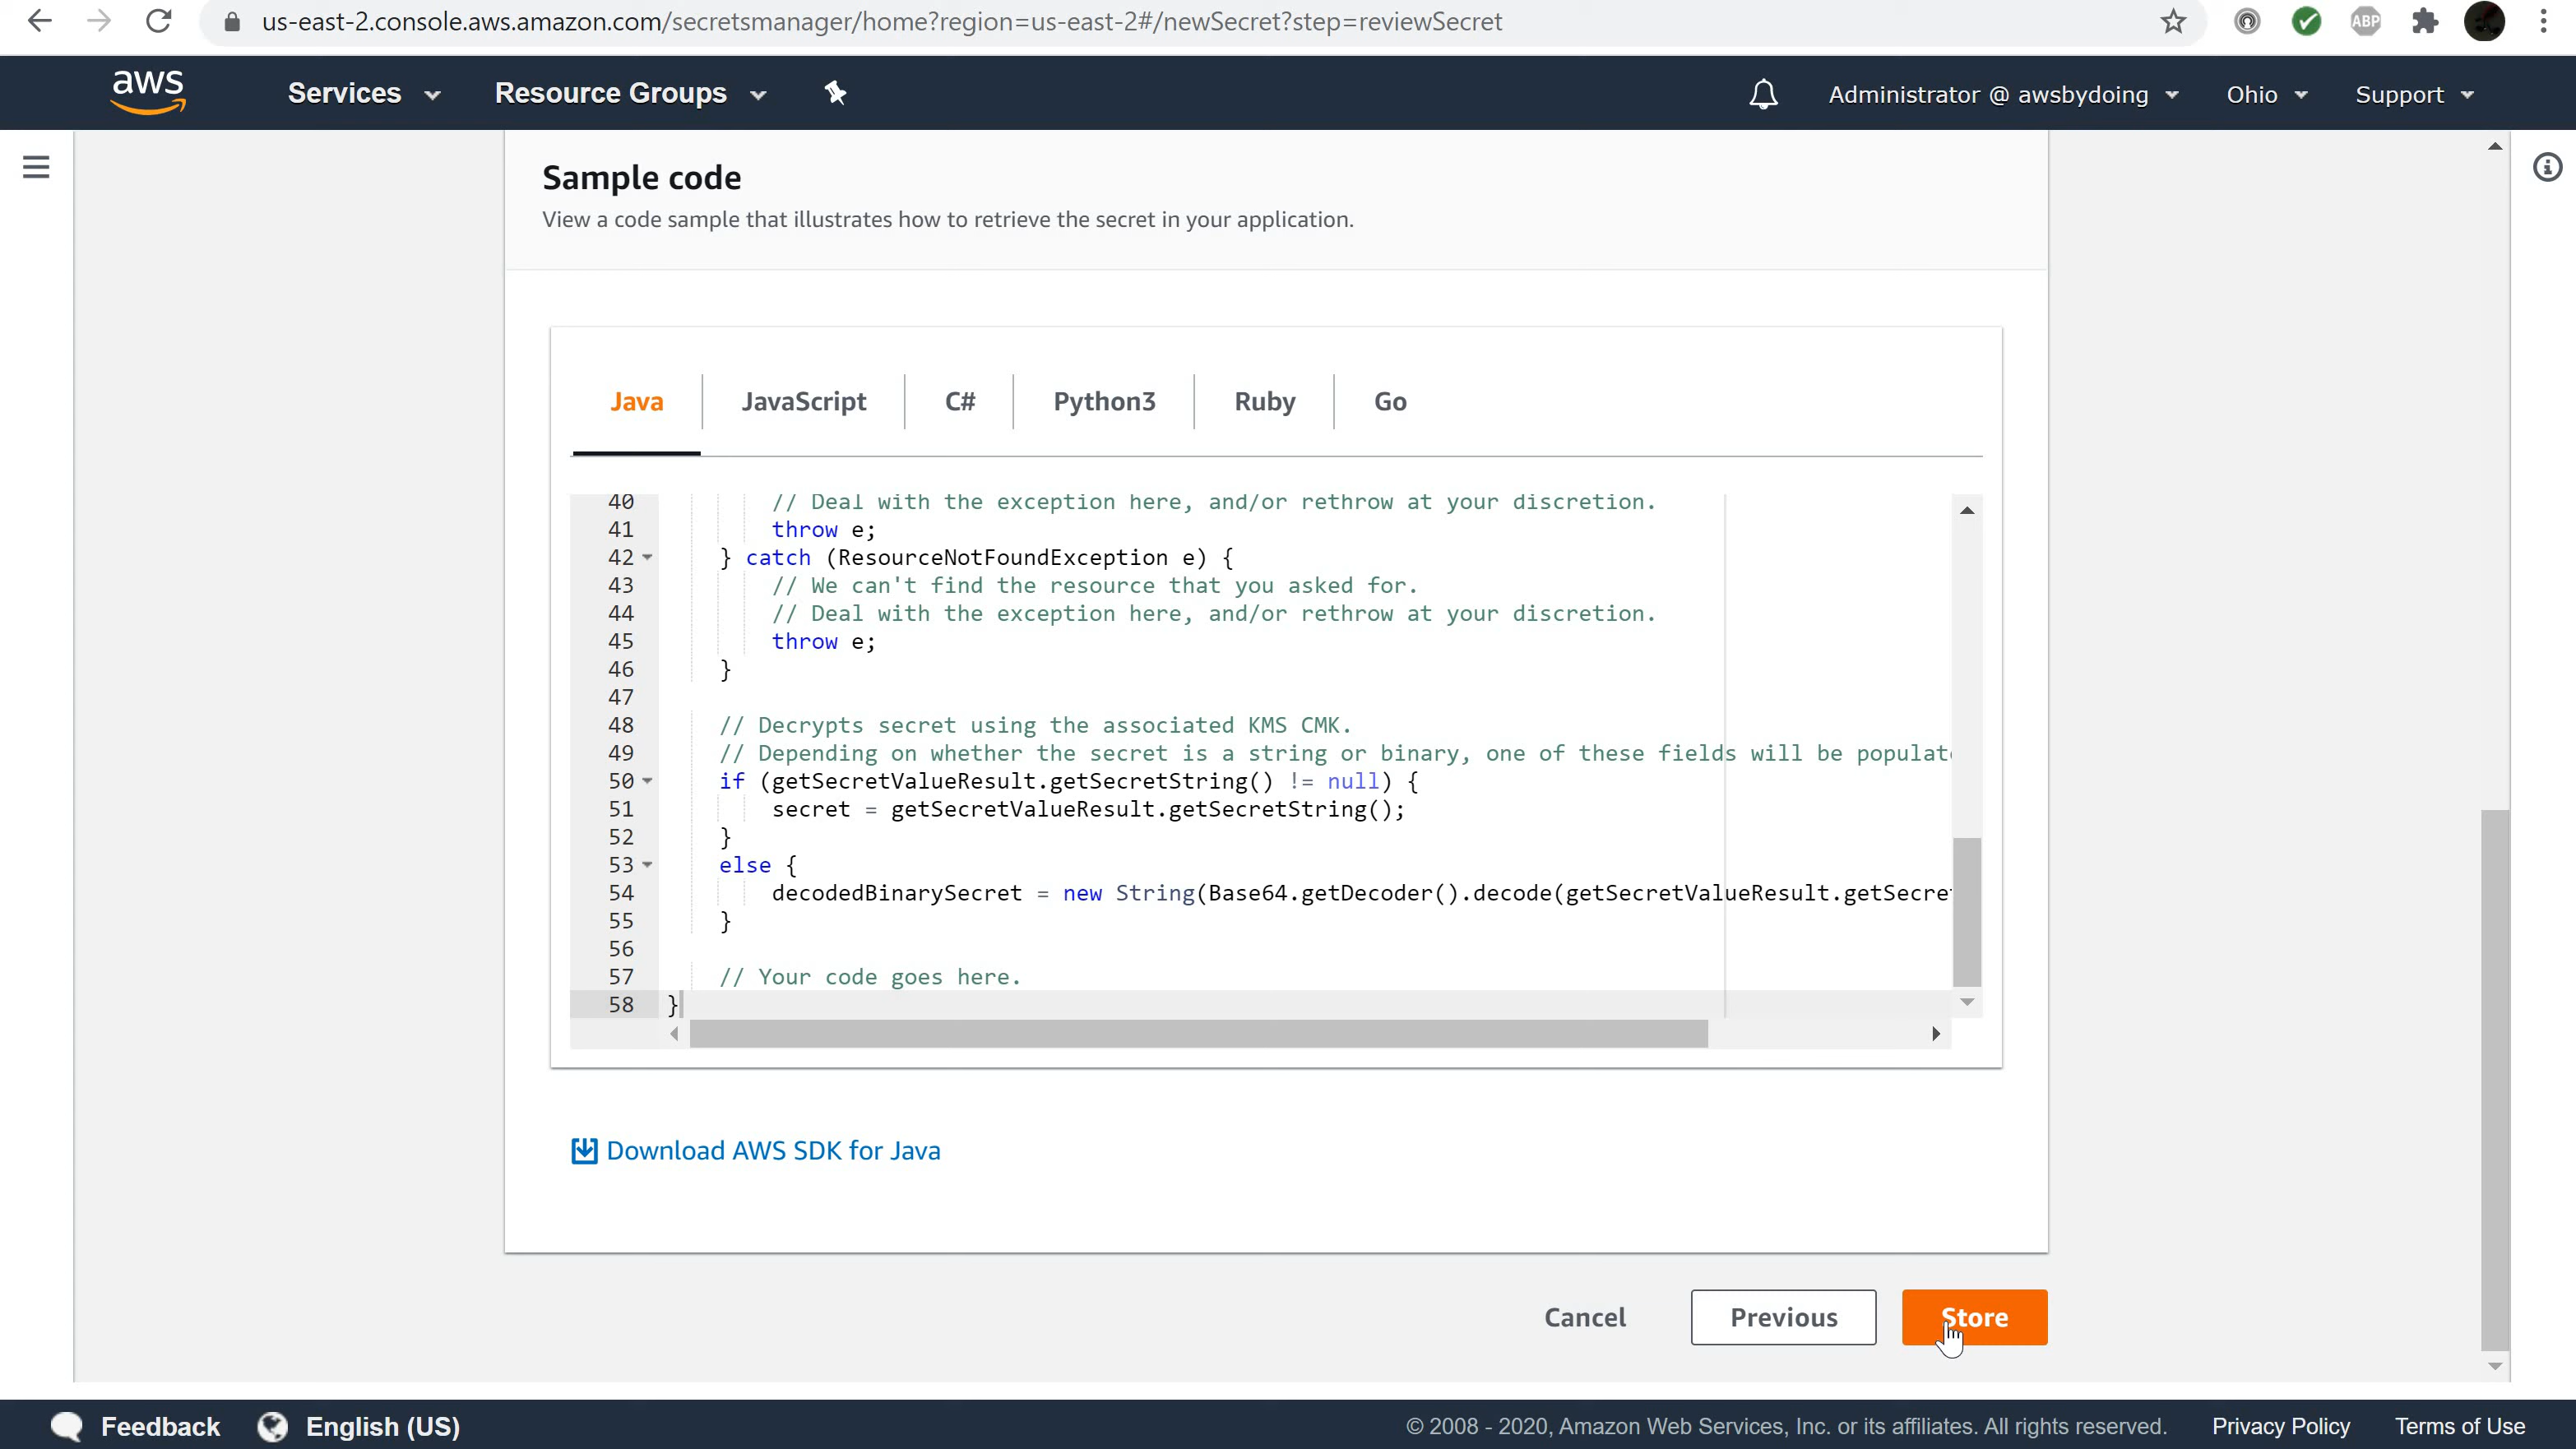 us-east-2.console.aws.amazon.com/secretsmanager/home?region=us-east-2#/newSecret?step=reviewSecret
ABP
aws Services Resource Groups Administrator @ awsbydoing Ohio Support
Sample code
View a code sample that illustrates how to retrieve the secret in your application.
Java JavaScript C# Python3 Ruby Go
40 // Deal with the exception here, and/or rethrow at your discretion.
41 throw e;
42 } catch (ResourceNotFoundException e) {
43 // We can't find the resource that you asked for.
44 // Deal with the exception here, and/or rethrow at your discretion.
45 throw e;
46 }
47
48 // Decrypts secret using the associated KMS CMK.
49 // Depending on whether the secret is a string or binary, one of these fields will be populat
50 if (getSecretValueResult.getSecretString() != null) {
51 secret = getSecretValueResult.getSecretString();
52 }
53 else {
54 decodedBinarySecret = new String(Base64.getDecoder().decode(getSecretValueResult.getSecre
55 }
56
57 // Your code goes here.
58 }
Download AWS SDK for Java
Cancel Previous Store
Feedback English (US) © 2008 - 2020, Amazon Web Services, Inc. or its affiliates. All rights reserved. Privacy Policy Terms of Use